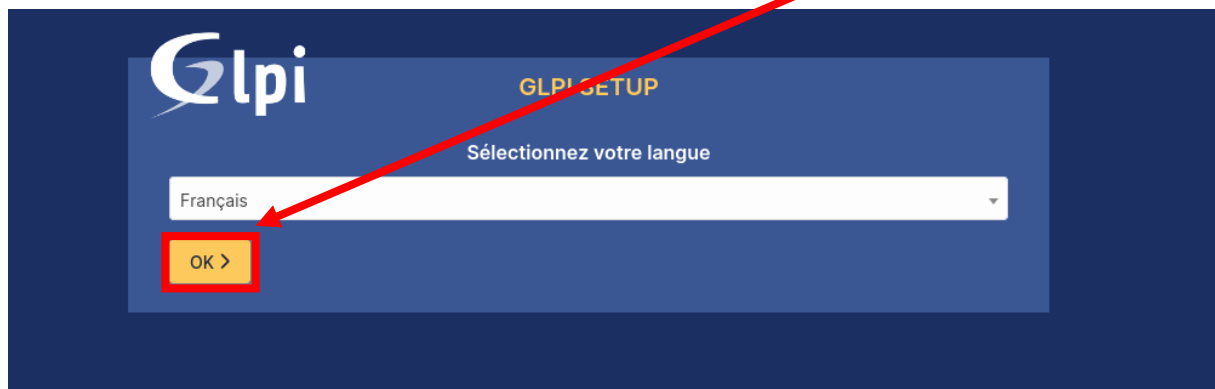 Glpi
GLPI SETUP
Sélectionnez votre langue
Français
OK >